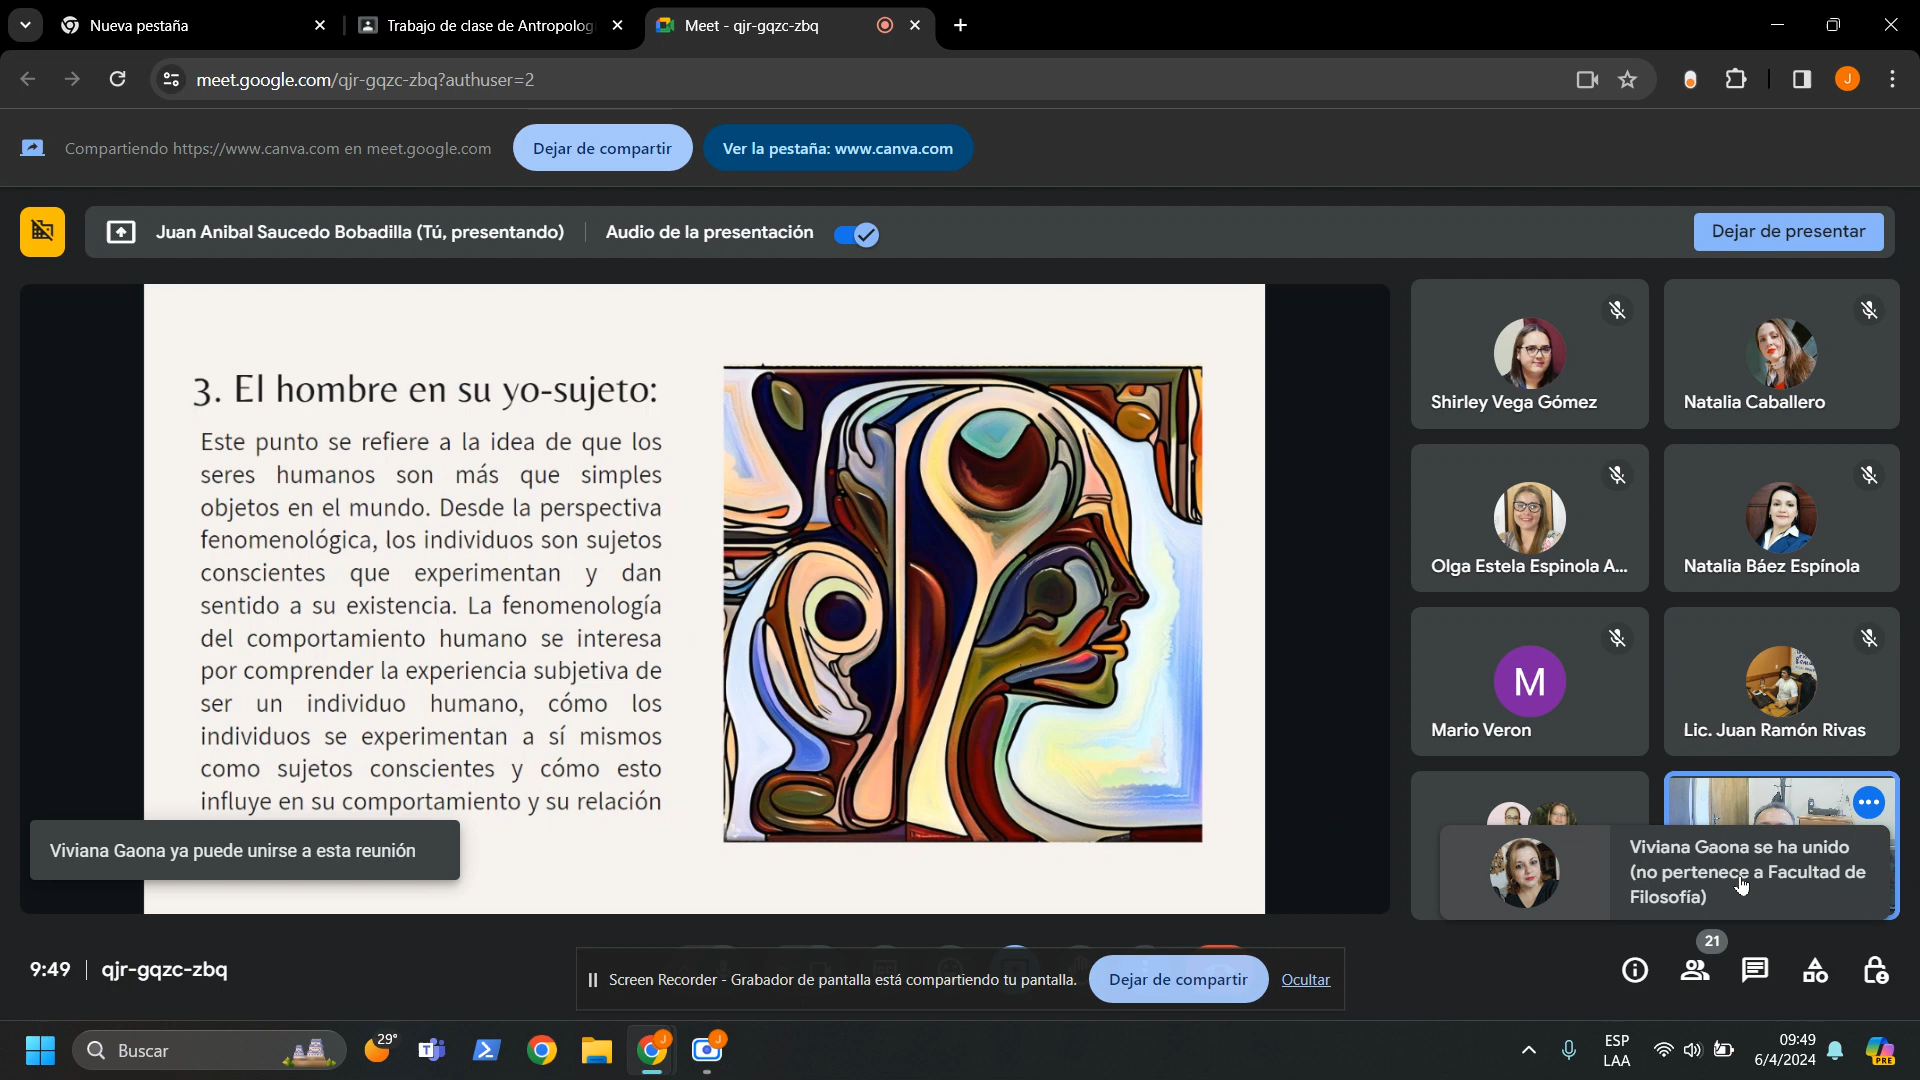 Nueva pestaña
Trabajo de clase de Antropolog
Meet - qjr-gqzc-zbq
meet.google.com/qjr-gqzc-zbq?authuser=2
J
Compartiendo https://www.canva.com en meet.google.com
Dejar de compartir
Ver la pestaña: www.canva.com
Juan Anibal Saucedo Bobadilla (Tú, presentando)
Audio de la presentación
Dejar de presentar
3. El hombre en su yo-sujeto:
Este punto se refiere a la idea de que los
seres humanos son más que simples
objetos en el mundo. Desde la perspectiva
fenomenológica, los individuos son sujetos
conscientes que experimentan y dan
sentido a su existencia. La fenomenología
del comportamiento humano se interesa
por comprender la experiencia subjetiva de
ser un individuo humano, cómo los
individuos se experimentan a sí mismos
como sujetos conscientes y cómo esto
influye en su comportamiento y su relación
Viviana Gaona ya puede unirse a esta reunión
Shirley Vega Gómez
Natalia Caballero
Olga Estela Espinola A...
Natalia Báez Espínola
M
Mario Veron
Lic. Juan Ramón Rivas
Viviana Gaona se ha unido
(no pertenece a Facultad de
Filosofía)
9:49
qjr-gqzc-zbq
Screen Recorder - Grabador de pantalla está compartiendo tu pantalla.
Dejar de compartir
Ocultar
21
Buscar
29°
J
J
ESP
LAA
09:49
6/4/2024
PRE